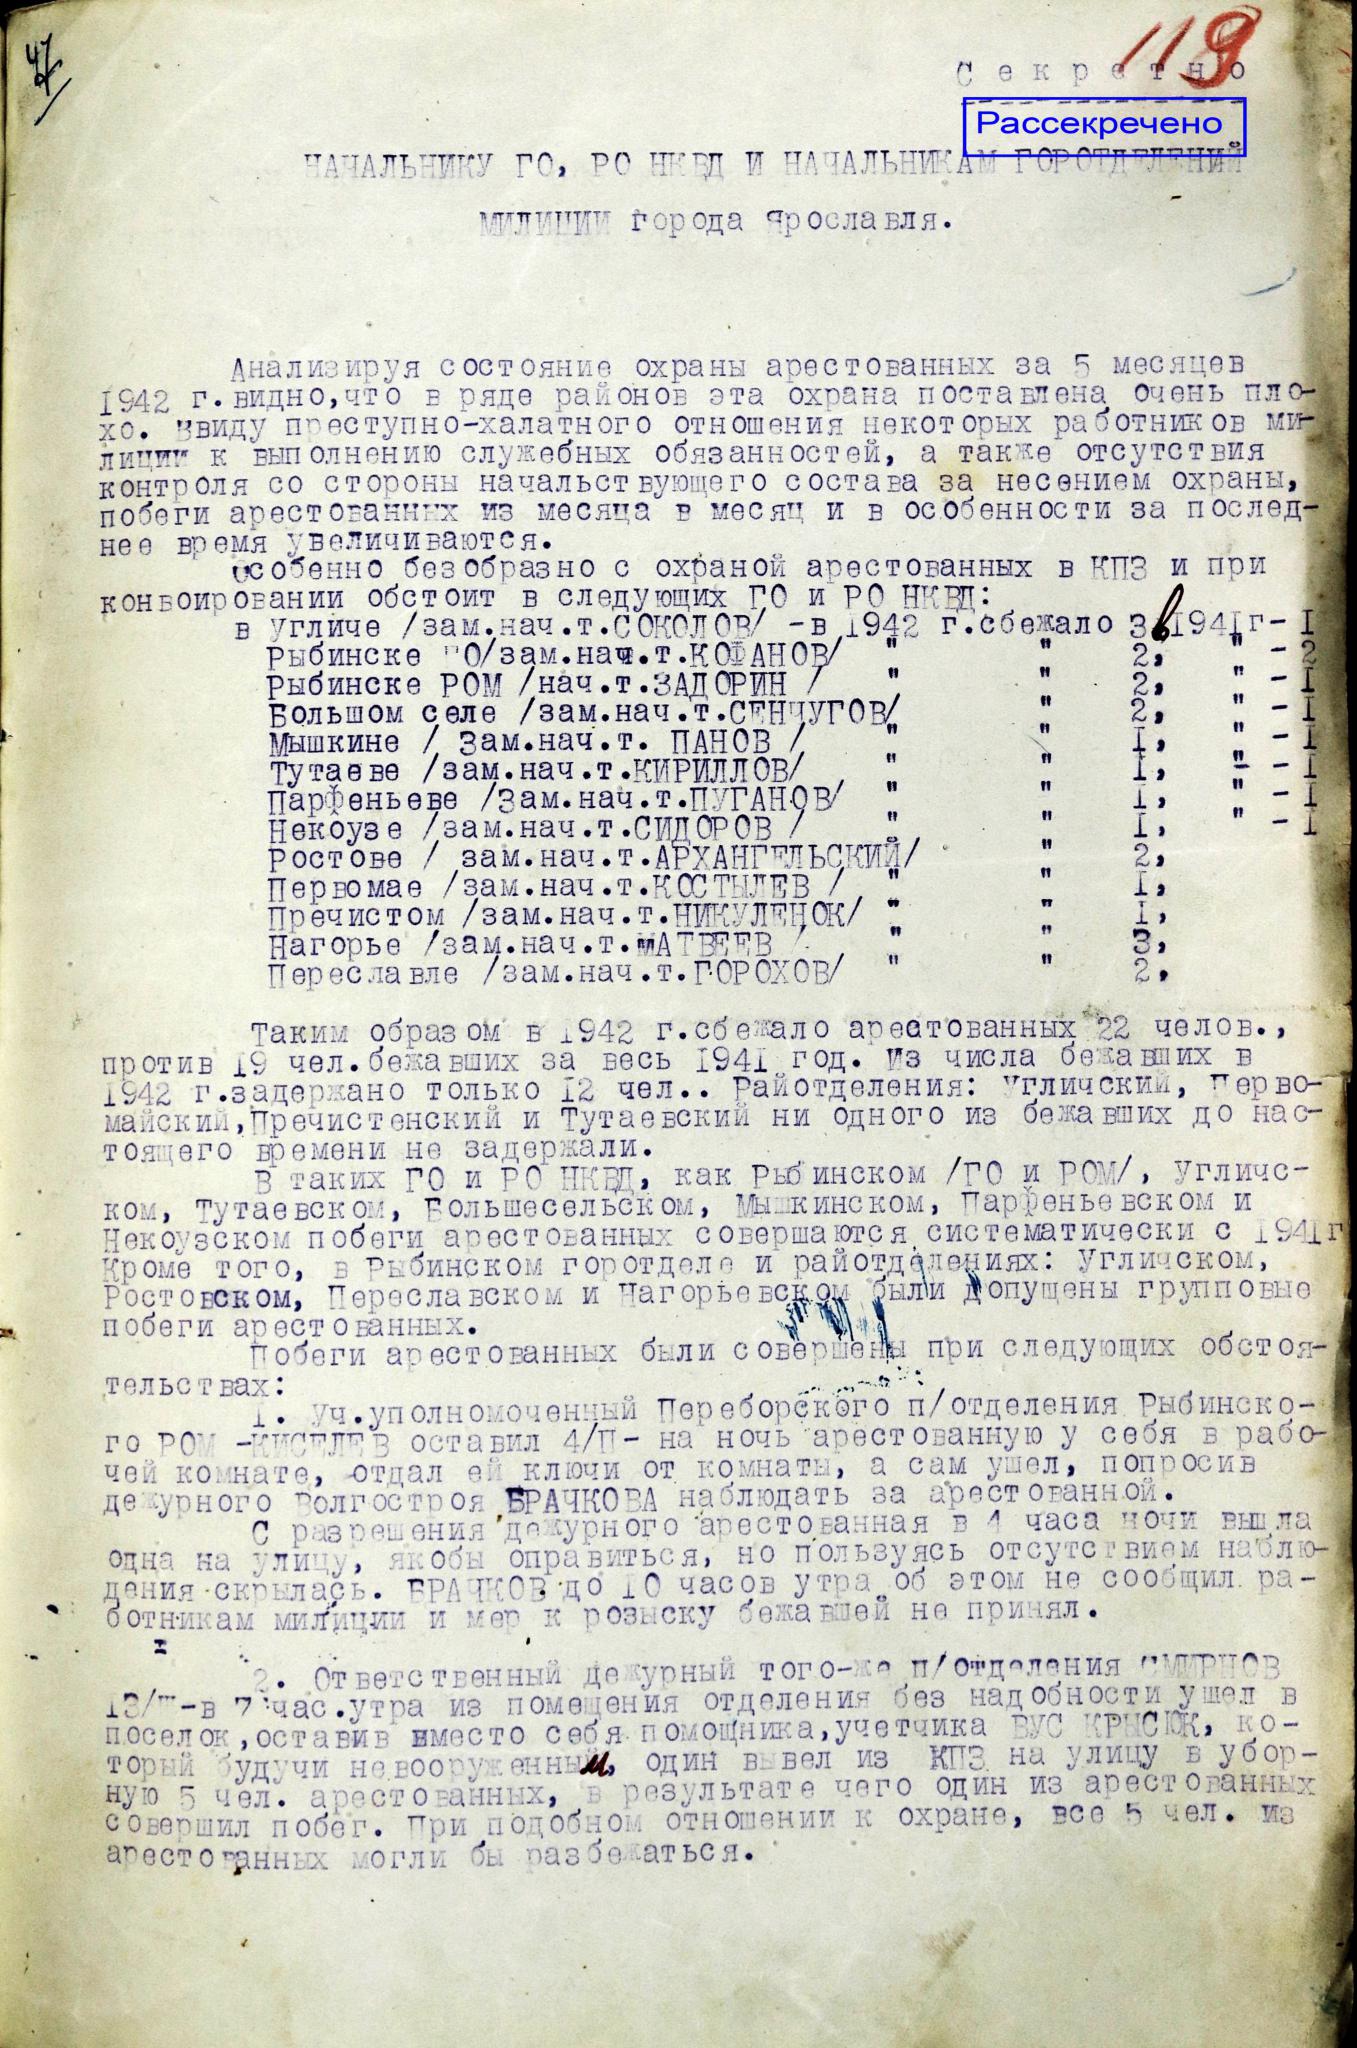 47
119
Секретно
Рассекречено
НАЧАЛЬНИКУ ГО, РО НКВД И НАЧАЛЬНИКАМ ГОРОТДЕЛЕНИЙ
МИЛИЦИИ города Ярославля.
Анализируя состояние охраны арестованных за 5 месяцев
1942 г.видно,что в ряде районов эта охрана поставлена очень пло-
хо. Ввиду преступно-халатного отношения некоторых работников ми-
лиции к выполнению служебных обязанностей, а также отсутствия
контроля со стороны начальствующего состава за несением охраны,
побеги арестованных из месяца в месяц и в особенности за послед-
нее время увеличиваются.
Особенно безобразно с охраной арестованных в КПЗ и при
конвоировании обстоит в следующих ГО и РО НКВД:
в Угличе /зам.нач.т.СОКОЛОВ/ -в 1942 г.сбежало 3 в 1941г- I
Рыбинске ГО/зам.нач.т.КОФАНОВ/ " " 2, " - 2
Рыбинске РОМ /нач.т.ЗАДОРИН / " " 2, " - I
Большом селе /зам.нач.т.СЕНЧУГОВ/ " " 2, " - I
Мышкине / Зам.нач.т. ПАНОВ / " " I, " - I
Тутаеве /зам.нач.т.КИРИЛЛОВ/ " " I, " - I
Парфеньеве /Зам.нач.т.ПУГАНОВ/ " " I, " - I
Некоузе /зам.нач.т.СИДОРОВ / " " I, " - I
Ростове / зам.нач.т.АРХАНГЕЛЬСКИЙ/ " 2,
Первомае /зам.нач.т.КОСТЫЛЕВ / " " I,
Пречистом /зам.нач.т.НИКУЛЕНОК/ " " I,
Нагорье /зам.нач.т.МАТВЕЕВ / " " 3,
Переславле /зам.нач.т.ГОРОХОВ/ " " 2,
Таким образом в 1942 г.сбежало арестованных 22 челов.,
против 19 чел.бежавших за весь 1941 год. Из числа бежавших в
1942 г.задержано только 12 чел.. Райотделения: Угличский, Перво-
майский,Пречистенский и Тутаевский ни одного из бежавших до нас-
тоящего времени не задержали.
В таких ГО и РО НКВД, как Рыбинском /ГО и РОМ/, Угличс-
ком, Тутаевском, Большесельском, Мышкинском, Парфеньевском и
Некоузском побеги арестованных совершаются систематически с 1941г
Кроме того, в Рыбинском горотделе и райотделениях: Угличском,
Ростовском, Переславском и Нагорьевском были допущены групповые
побеги арестованных.
Побеги арестованных были совершены при следующих обстоя-
тельствах:
I. Уч.уполномоченный Переборского п/отделения Рыбинско-
го РОМ -КИСЕЛЕВ оставил 4/П- на ночь арестованную у себя в рабо-
чей комнате, отдал ей ключи от комнаты, а сам ушел, попросив
дежурного Волгостроя БРАЧКОВА наблюдать за арестованной.
С разрешения дежурного арестованная в 4 часа ночи вышла
одна на улицу, якобы оправиться, но пользуясь отсутствием наблю-
дения скрылась. БРАЧКОВ до 10 часов утра об этом не сообщил ра-
ботникам милиции и мер к розыску бежавшей не принял.
2. Ответственный дежурный того-же п/отделения СМИРНОВ
в 7 час.утра из помещения отделения без надобности ушел в
поселок,оставив вместо себя помощника,учетчика ВУС КРЫСЮК, ко-
торый будучи невооруженным, один вывел из КПЗ на улицу в убор-
ную 5 чел. арестованных, в результате чего один из арестованных
совершил побег. При подобном отношении к охране, все 5 чел. из
арестованных могли бы разбежаться.